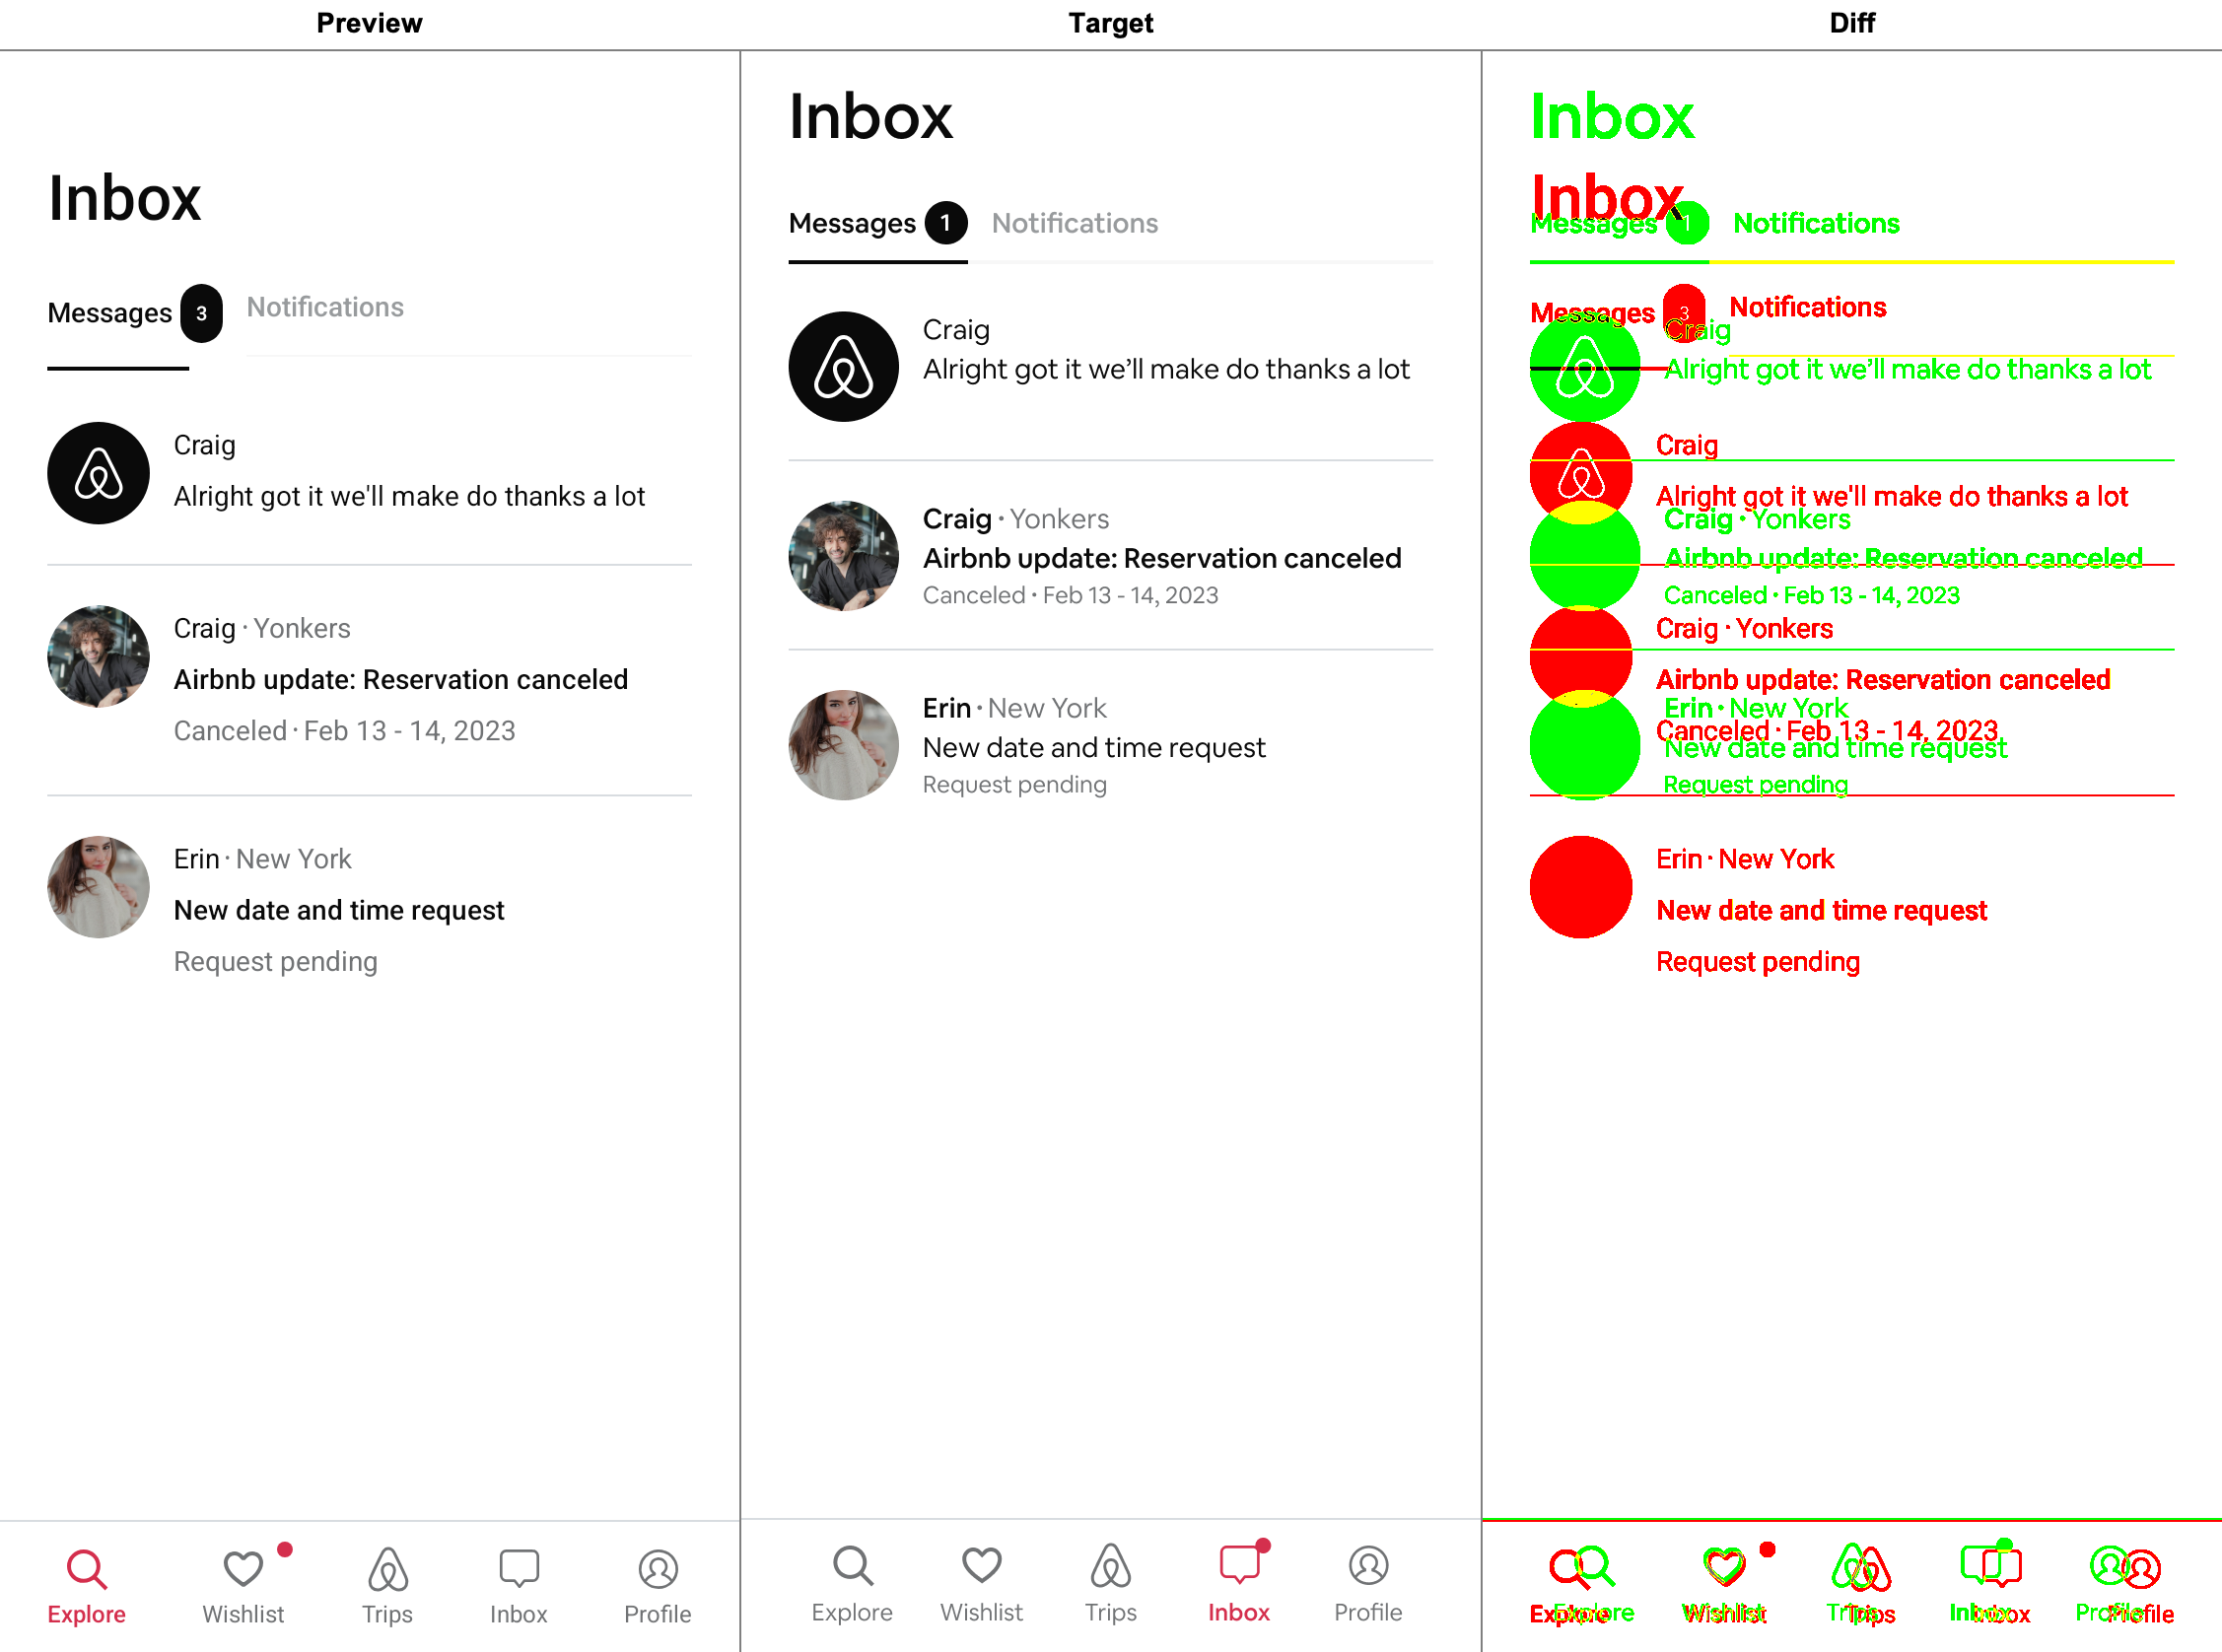 Preview
Target
Diff
Inbox
Messages 3 Notifications
Craig
Alright got it we'll make do thanks a lot
Craig · Yonkers
Airbnb update: Reservation canceled
Canceled · Feb 13 - 14, 2023
Erin · New York
New date and time request
Request pending
Explore Wishlist Trips Inbox Profile
Inbox
Messages 1 Notifications
Craig
Alright got it we’ll make do thanks a lot
Craig · Yonkers
Airbnb update: Reservation canceled
Canceled · Feb 13 - 14, 2023
Erin · New York
New date and time request
Request pending
Explore Wishlist Trips Inbox Profile
Inbox
Inbox
Messages 1 Notifications
Messages 3 Notifications
Craig
Alright got it we’ll make do thanks a lot
Craig
Alright got it we'll make do thanks a lot
Craig · Yonkers
Airbnb update: Reservation canceled
Canceled · Feb 13 - 14, 2023
Craig · Yonkers
Airbnb update: Reservation canceled
Erin · New York
Canceled · Feb 13 - 14, 2023
New date and time request
Request pending
Erin · New York
New date and time request
Request pending
Explore Explore Wishlist Wishlist Trips Trips Inbox Inbox Profile Profile